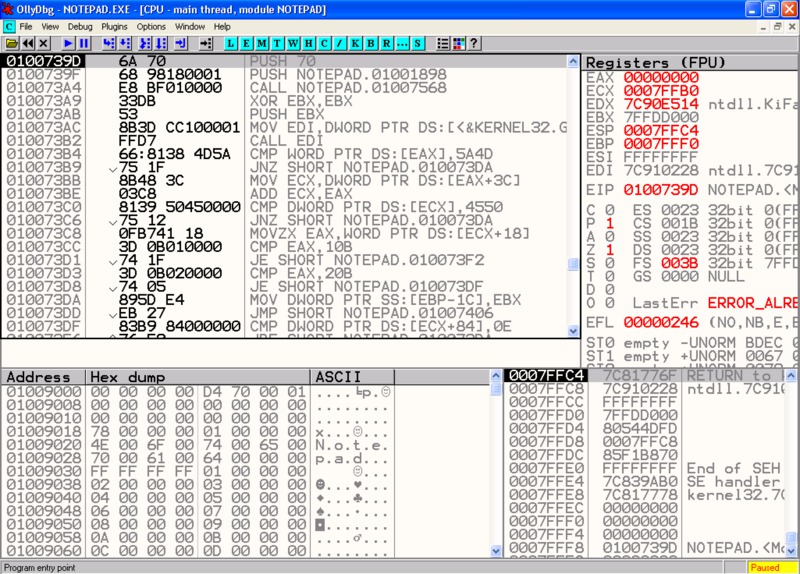 OllyDbg - NOTEPAD.EXE - [CPU - main thread, module NOTEPAD]
C File View Debug Plugins Options Window Help
L E M T W H C / K B R ... S ?
0100739D 6A 70 PUSH 70
0100739F 68 98180001 PUSH NOTEPAD.01001898
010073A4 E8 BF010000 CALL NOTEPAD.01007568
010073A9 33DB XOR EBX,EBX
010073AB 53 PUSH EBX
010073AC 8B3D CC100001 MOV EDI,DWORD PTR DS:[<&KERNEL32.G
010073B2 FFD7 CALL EDI
010073B4 66:8138 4D5A CMP WORD PTR DS:[EAX],5A4D
010073B9 75 1F JNZ SHORT NOTEPAD.010073DA
010073BB 8B48 3C MOV ECX,DWORD PTR DS:[EAX+3C]
010073BE 03C8 ADD ECX,EAX
010073C0 8139 50450000 CMP DWORD PTR DS:[ECX],4550
010073C6 75 12 JNZ SHORT NOTEPAD.010073DA
010073C8 0FB741 18 MOVZX EAX,WORD PTR DS:[ECX+18]
010073CC 3D 0B010000 CMP EAX,10B
010073D1 74 1F JE SHORT NOTEPAD.010073F2
010073D3 3D 0B020000 CMP EAX,20B
010073D8 74 05 JE SHORT NOTEPAD.010073DF
010073DA 895D E4 MOV DWORD PTR SS:[EBP-1C],EBX
010073DD EB 27 JMP SHORT NOTEPAD.01007406
010073DF 83B9 84000000 CMP DWORD PTR DS:[ECX+84],0E
Registers (FPU)
EAX 00000000
ECX 0007FFB0
EDX 7C90E514 ntdll.KiFa
EBX 7FFDD000
ESP 0007FFC4
EBP 0007FFF0
ESI FFFFFFFF
EDI 7C910228 ntdll.7C91
EIP 0100739D NOTEPAD.<M
C 0 ES 0023 32bit 0(FF
P 1 CS 001B 32bit 0(FF
A 0 SS 0023 32bit 0(FF
Z 1 DS 0023 32bit 0(FF
S 0 FS 003B 32bit 7FFD
T 0 GS 0000 NULL
D 0
O 0 LastErr ERROR_ALRE
EFL 00000246 (NO,NB,E,B
ST0 empty -UNORM BDEC 0
ST1 empty +UNORM 0067 0
Address Hex dump ASCII
01009000 00 00 00 00 D4 70 00 01 ....╘p.☺
01009008 00 00 00 00 00 00 00 00 ........
01009010 00 00 00 00 00 00 00 00 ........
01009018 78 00 00 00 01 00 00 00 x...☺...
01009020 4E 00 6F 00 74 00 65 00 N.o.t.e.
01009028 70 00 61 00 64 00 00 00 p.a.d...
01009030 FF FF FF FF 01 00 00 00 ☺...
01009038 02 00 00 00 03 00 00 00 ☻...♥...
01009040 04 00 00 00 05 00 00 00 ♦...♣...
01009048 06 00 00 00 07 00 00 00 ♠...•...
01009050 08 00 00 00 09 00 00 00 ◘.......
01009058 0A 00 00 00 0B 00 00 00 ....♂...
01009060 0C 00 00 00 0D 00 00 00 ........
0007FFC4 7C81776F RETURN to k
0007FFC8 7C910228 ntdll.7C910
0007FFCC FFFFFFFF
0007FFD0 7FFDD000
0007FFD4 80544DFD
0007FFD8 0007FFC8
0007FFDC 85F1B870
0007FFE0 FFFFFFFF End of SEH
0007FFE4 7C839AB0 SE handler
0007FFE8 7C817778 kernel32.7C
0007FFEC 00000000
0007FFF0 00000000
0007FFF4 00000000
0007FFF8 0100739D NOTEPAD.<Mo
Program entry point
Paused